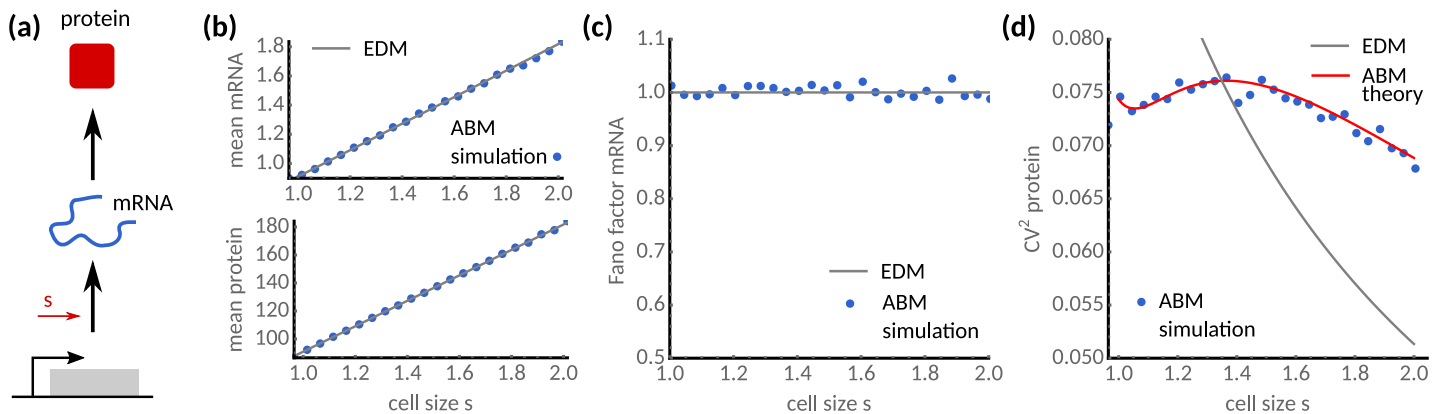 (a)
protein
mRNA
s
(b)
mean mRNA
1.8
1.6
1.4
1.2
1.0
EDM
ABM
simulation
1.0 1.2 1.4 1.6 1.8 2.0
mean protein
180
160
140
120
100
1.0 1.2 1.4 1.6 1.8 2.0
cell size s
(c)
Fano factor mRNA
1.1
1.0
0.9
0.8
0.7
0.6
0.5
EDM
ABM
simulation
1.0 1.2 1.4 1.6 1.8 2.0
cell size s
(d)
CV² protein
0.080
0.075
0.070
0.065
0.060
0.055
0.050
EDM
ABM
theory
ABM
simulation
1.0 1.2 1.4 1.6 1.8 2.0
cell size s